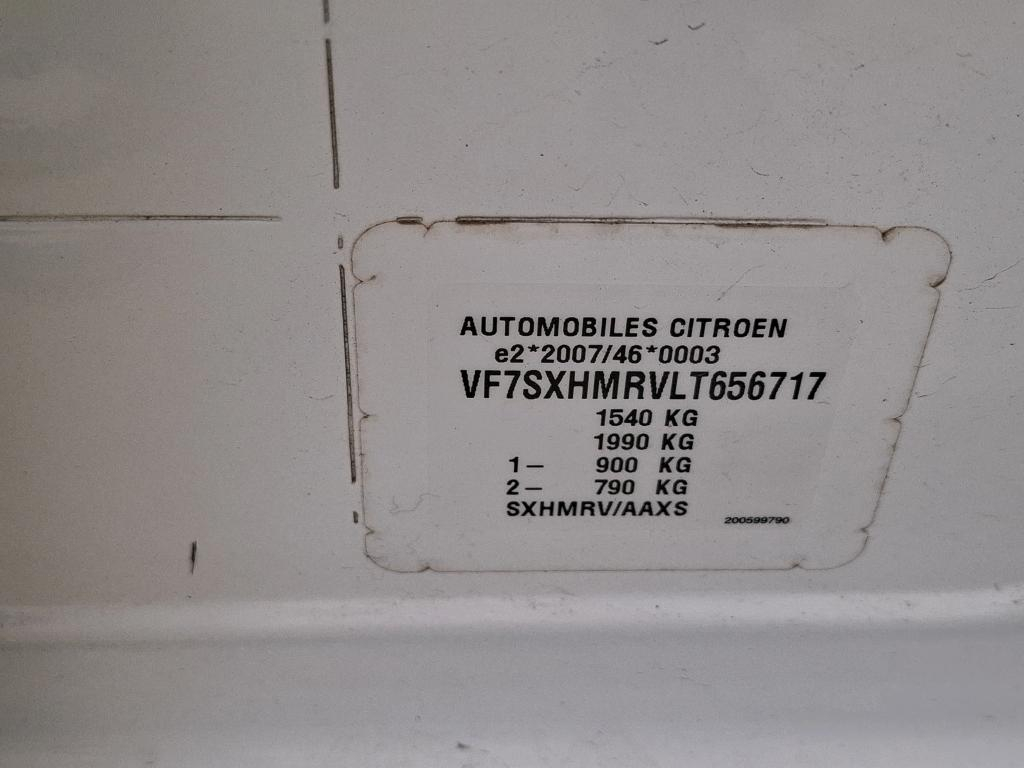 AUTOMOBILES CITROEN
e2*2007/46*0003
VF7SXHMRVLT656717
1540 KG
1990 KG
1– 900 KG
2– 790 KG
SXHMRV/AAXS
200599790